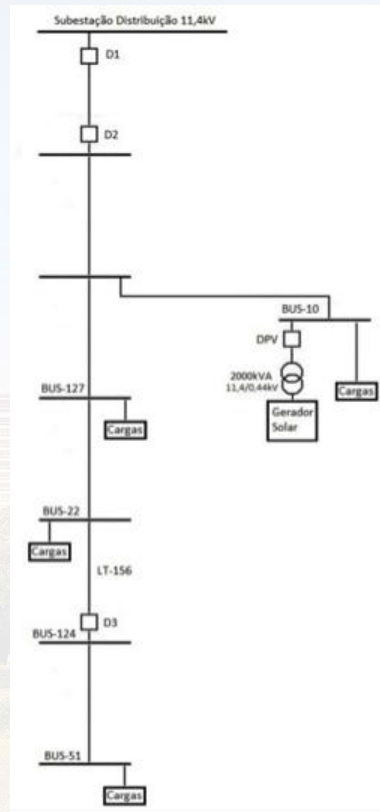 Subestação Distribuição 11,4kV
D1
D2
BUS-10
DPV
2000kVA
11,4/0,44kV
Cargas
Gerador
Solar
BUS-127
Cargas
BUS-22
Cargas
LT-156
D3
BUS-124
BUS-51
Cargas